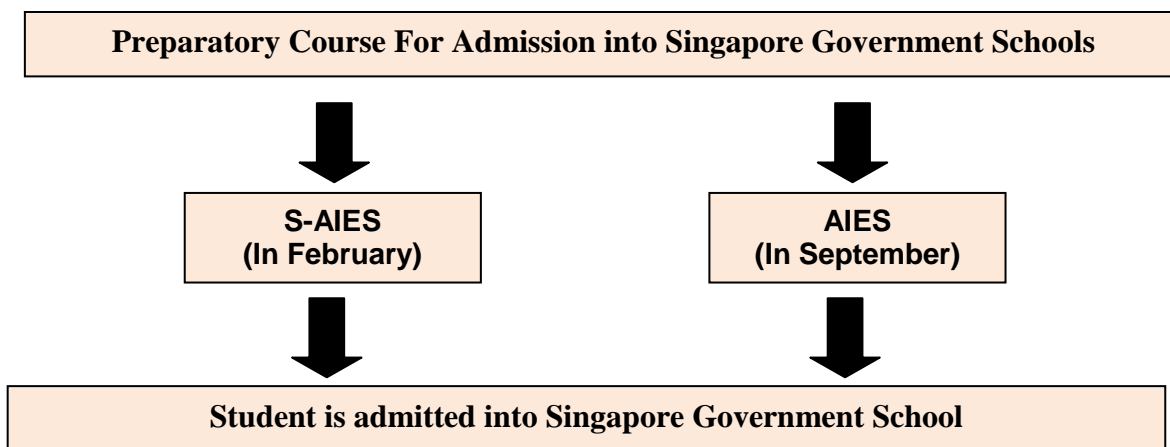 Preparatory Course For Admission into Singapore Government Schools
S-AIES
(In February)
AIES
(In September)
Student is admitted into Singapore Government School